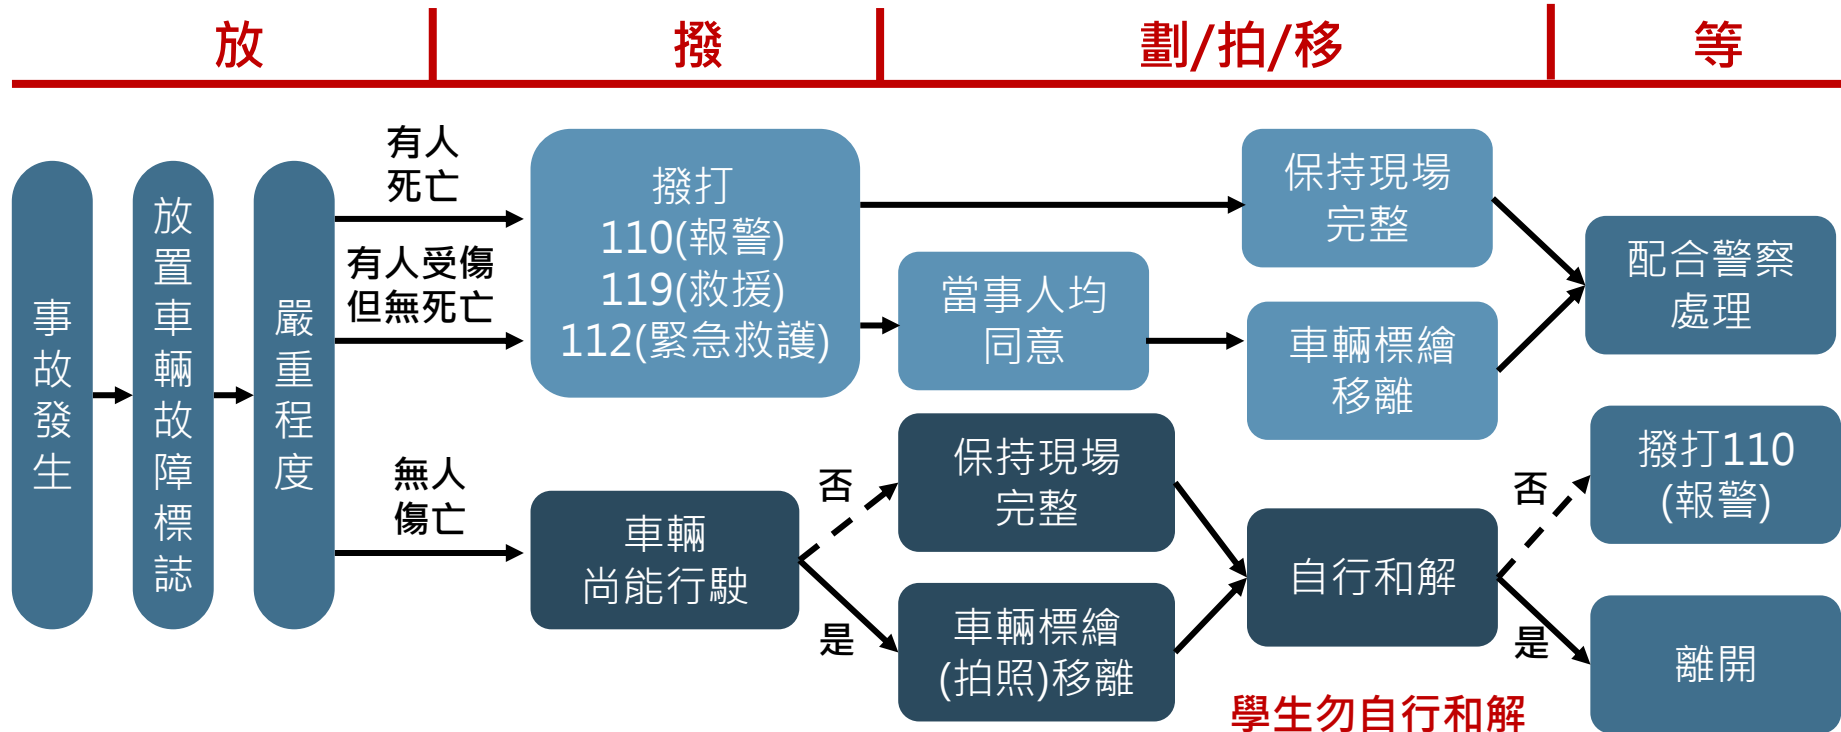 放
撥
劃/拍/移
等
事故發生
放置車輛故障標誌
嚴重程度
有人
死亡
有人受傷
但無死亡
無人
傷亡
撥打
110(報警)
119(救援)
112(緊急救護)
當事人均
同意
保持現場
完整
車輛標繪
移離
配合警察
處理
車輛
尚能行駛
否
是
保持現場
完整
車輛標繪
(拍照)移離
自行和解
學生勿自行和解
否
是
撥打110
(報警)
離開